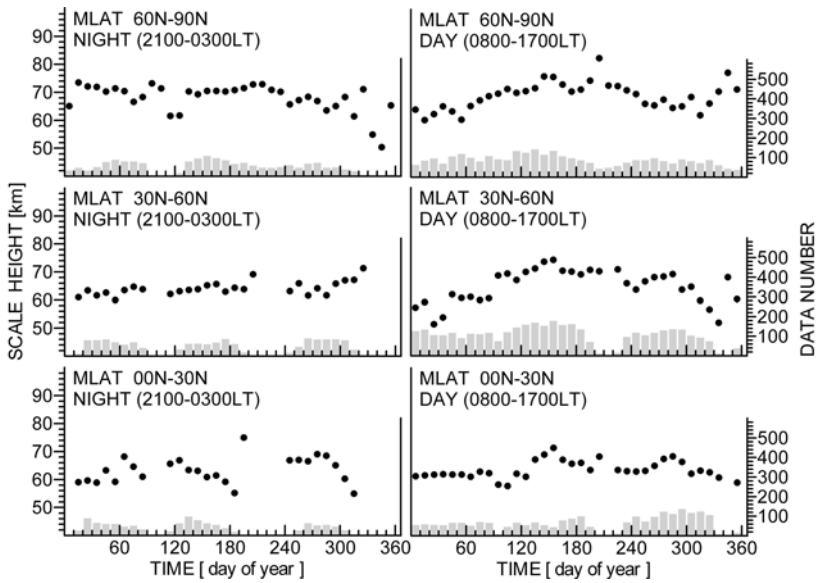 MLAT 60N-90N
NIGHT (2100-0300LT)
MLAT 60N-90N
DAY (0800-1700LT)
90
80
70
60
50
500
400
300
200
100
MLAT 30N-60N
NIGHT (2100-0300LT)
MLAT 30N-60N
DAY (0800-1700LT)
90
80
70
60
50
500
400
300
200
100
MLAT 00N-30N
NIGHT (2100-0300LT)
MLAT 00N-30N
DAY (0800-1700LT)
90
80
70
60
50
500
400
300
200
100
SCALE HEIGHT [km]
DATA NUMBER
60 120 180 240 300 360
60 120 180 240 300 360
TIME [ day of year ]
TIME [ day of year ]